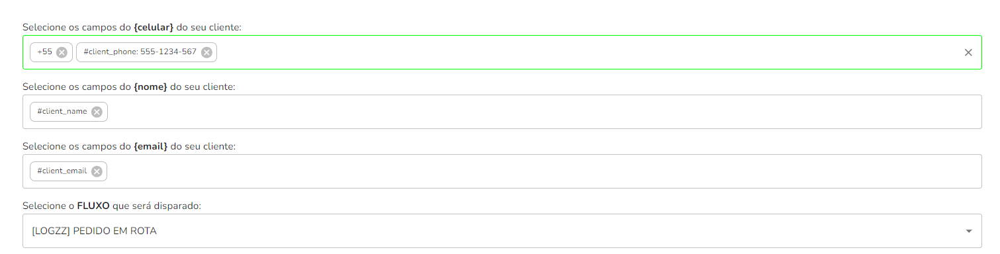 Selecione os campos do {celular} do seu cliente:
+55 #client_phone: 555-1234-567
Selecione os campos do {nome} do seu cliente:
#client_name
Selecione os campos do {email} do seu cliente:
#client_email
Selecione o FLUXO que será disparado:
[LOGZZ] PEDIDO EM ROTA